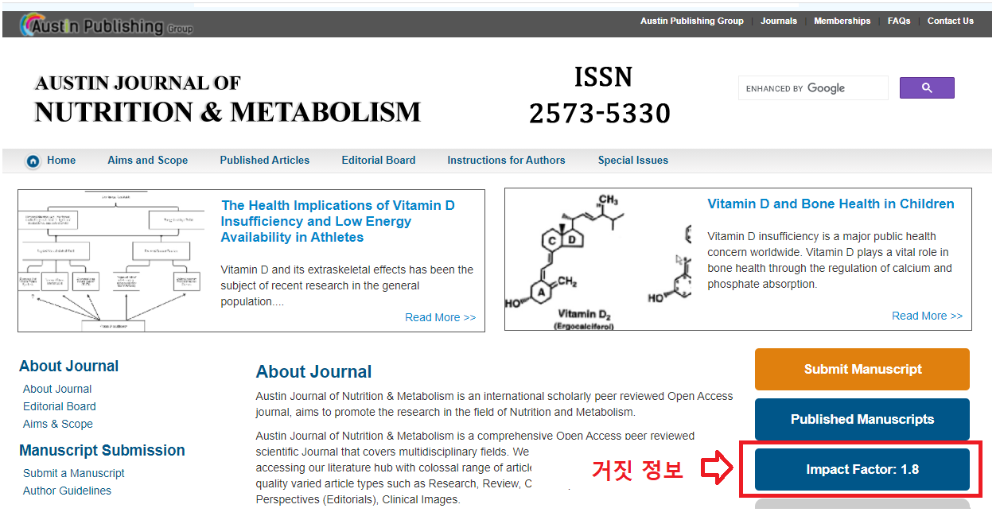 Austin Publishing Group
Austin Publishing Group | Journals | Memberships | FAQs | Contact Us
AUSTIN JOURNAL OF
NUTRITION & METABOLISM
ISSN
2573-5330
ENHANCED BY Google
Home
Aims and Scope
Published Articles
Editorial Board
Instructions for Authors
Special Issues
The Health Implications of Vitamin D
Insufficiency and Low Energy
Availability in Athletes
Vitamin D and its extraskeletal effects has been the
subject of recent research in the general
population....
Read More >>
CH3
C D
CH2
A
HO
HO
Vitamin D2
(Ergocalciferol)
Vitamin D and Bone Health in Children
Vitamin D insufficiency is a major public health
concern worldwide. Vitamin D plays a vital role in
bone health through the regulation of calcium and
phosphate absorption.
Read More >>
About Journal
About Journal
Editorial Board
Aims & Scope
Manuscript Submission
Submit a Manuscript
Author Guidelines
About Journal
Austin Journal of Nutrition & Metabolism is an international scholarly peer reviewed Open Access
journal, aims to promote the research in the field of Nutrition and Metabolism.
Austin Journal of Nutrition & Metabolism is a comprehensive Open Access peer reviewed
scientific Journal that covers multidisciplinary fields. We
accessing our literature hub with colossal range of article
quality varied article types such as Research, Review, C
Perspectives (Editorials), Clinical Images.
Submit Manuscript
Published Manuscripts
거짓 정보
Impact Factor: 1.8